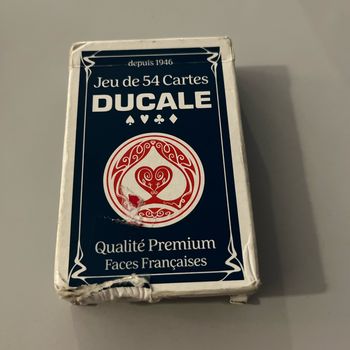 depuis 1946
Jeu de 54 Cartes
DUCALE
Qualité Premium
Faces Françaises